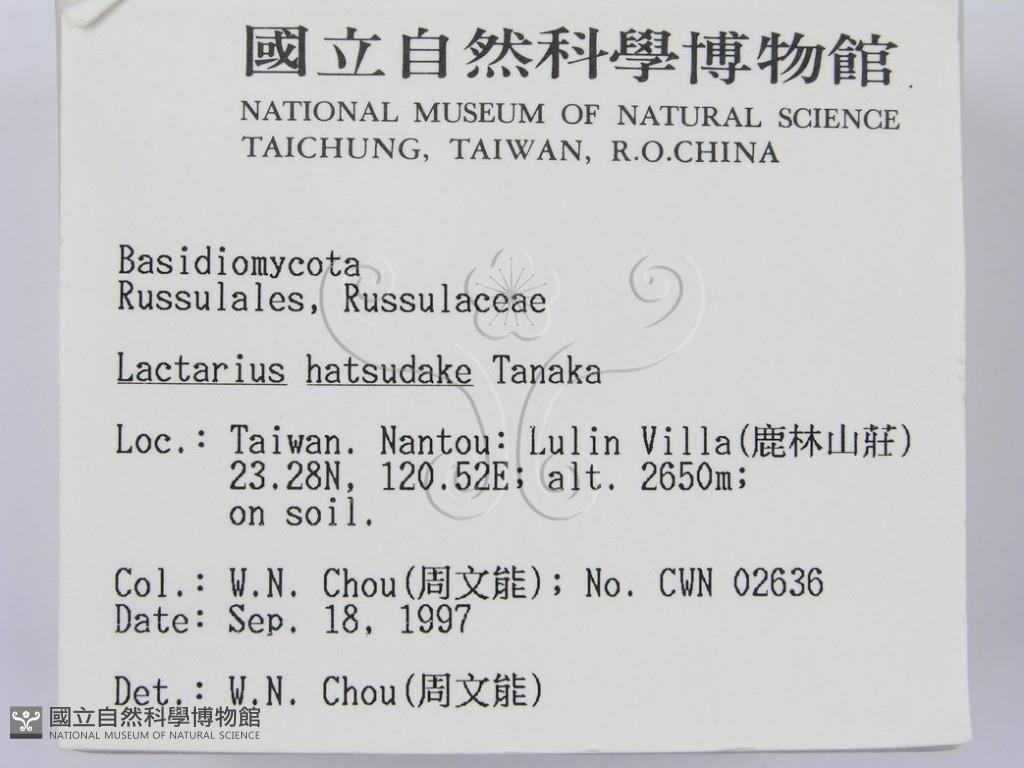 國立自然科學博物館
NATIONAL MUSEUM OF NATURAL SCIENCE
TAICHUNG, TAIWAN, R.O.CHINA
Basidiomycota
Russulales, Russulaceae
Lactarius hatsudake Tanaka
Loc.: Taiwan. Nantou: Lulin Villa(鹿林山莊)
23.28N, 120.52E; alt. 2650m;
on soil.
Col.: W.N. Chou(周文能); No. CWN 02636
Date: Sep. 18, 1997
Det.: W.N. Chou(周文能)
國立自然科學博物館
NATIONAL MUSEUM OF NATURAL SCIENCE